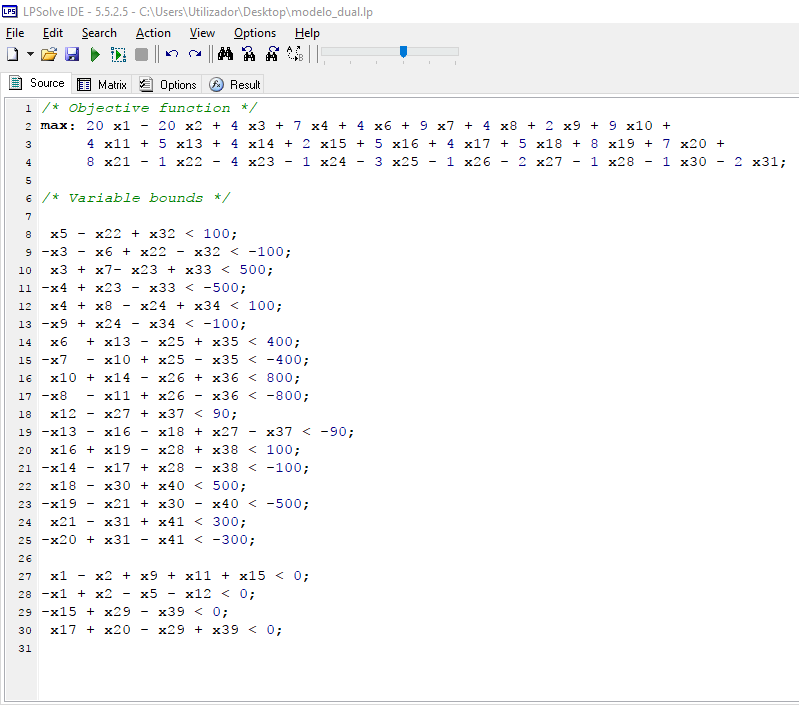 LPSolve IDE - 5.5.2.5 - C:\Users\Utilizador\Desktop\modelo_dual.lp
File Edit Search Action View Options Help
Source Matrix Options Result
1 /* Objective function */
2 max: 20 x1 - 20 x2 + 4 x3 + 7 x4 + 4 x6 + 9 x7 + 4 x8 + 2 x9 + 9 x10 +
3 4 x11 + 5 x13 + 4 x14 + 2 x15 + 5 x16 + 4 x17 + 5 x18 + 8 x19 + 7 x20 +
4 8 x21 - 1 x22 - 4 x23 - 1 x24 - 3 x25 - 1 x26 - 2 x27 - 1 x28 - 1 x30 - 2 x31;
5
6 /* Variable bounds */
7
8 x5 - x22 + x32 < 100;
9 -x3 - x6 + x22 - x32 < -100;
10 x3 + x7- x23 + x33 < 500;
11 -x4 + x23 - x33 < -500;
12 x4 + x8 - x24 + x34 < 100;
13 -x9 + x24 - x34 < -100;
14 x6 + x13 - x25 + x35 < 400;
15 -x7 - x10 + x25 - x35 < -400;
16 x10 + x14 - x26 + x36 < 800;
17 -x8 - x11 + x26 - x36 < -800;
18 x12 - x27 + x37 < 90;
19 -x13 - x16 - x18 + x27 - x37 < -90;
20 x16 + x19 - x28 + x38 < 100;
21 -x14 - x17 + x28 - x38 < -100;
22 x18 - x30 + x40 < 500;
23 -x19 - x21 + x30 - x40 < -500;
24 x21 - x31 + x41 < 300;
25 -x20 + x31 - x41 < -300;
26
27 x1 - x2 + x9 + x11 + x15 < 0;
28 -x1 + x2 - x5 - x12 < 0;
29 -x15 + x29 - x39 < 0;
30 x17 + x20 - x29 + x39 < 0;
31